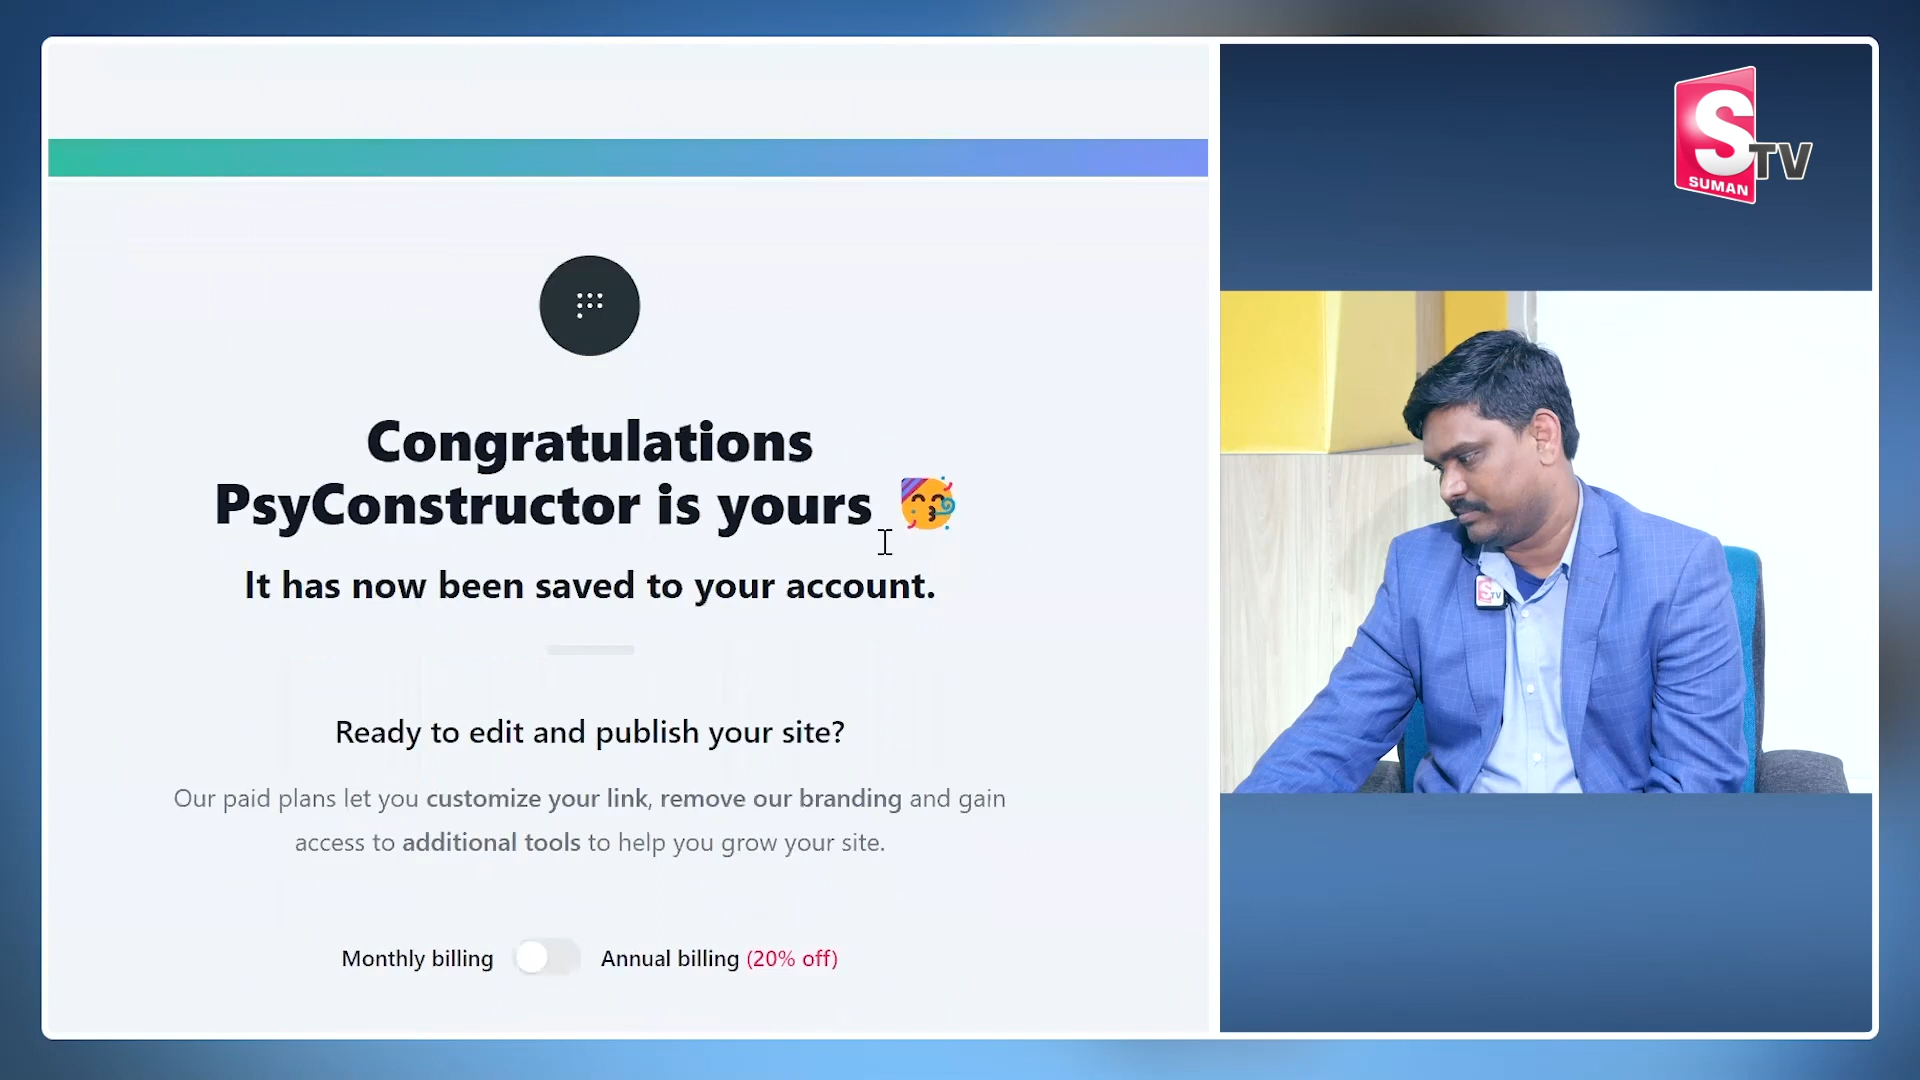 Congratulations
PsyConstructor is yours 🥳
It has now been saved to your account.
Ready to edit and publish your site?
Our paid plans let you customize your link, remove our branding and gain
access to additional tools to help you grow your site.
Monthly billing
Annual billing (20% off)
S TV
SUMAN
S TV